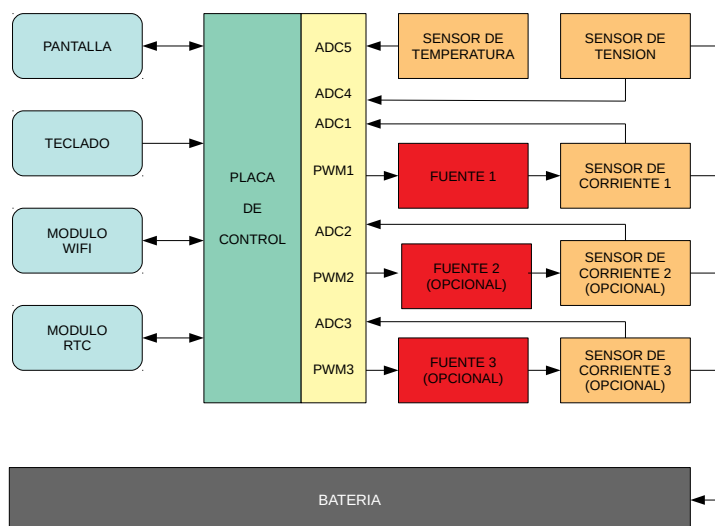 PANTALLA
TECLADO
MODULO
WIFI
MODULO
RTC
PLACA
DE
CONTROL
ADC5
ADC4
ADC1
PWM1
ADC2
PWM2
ADC3
PWM3
SENSOR DE
TEMPERATURA
SENSOR DE
TENSION
FUENTE 1
SENSOR DE
CORRIENTE 1
FUENTE 2
(OPCIONAL)
SENSOR DE
CORRIENTE 2
(OPCIONAL)
FUENTE 3
(OPCIONAL)
SENSOR DE
CORRIENTE 3
(OPCIONAL)
BATERIA